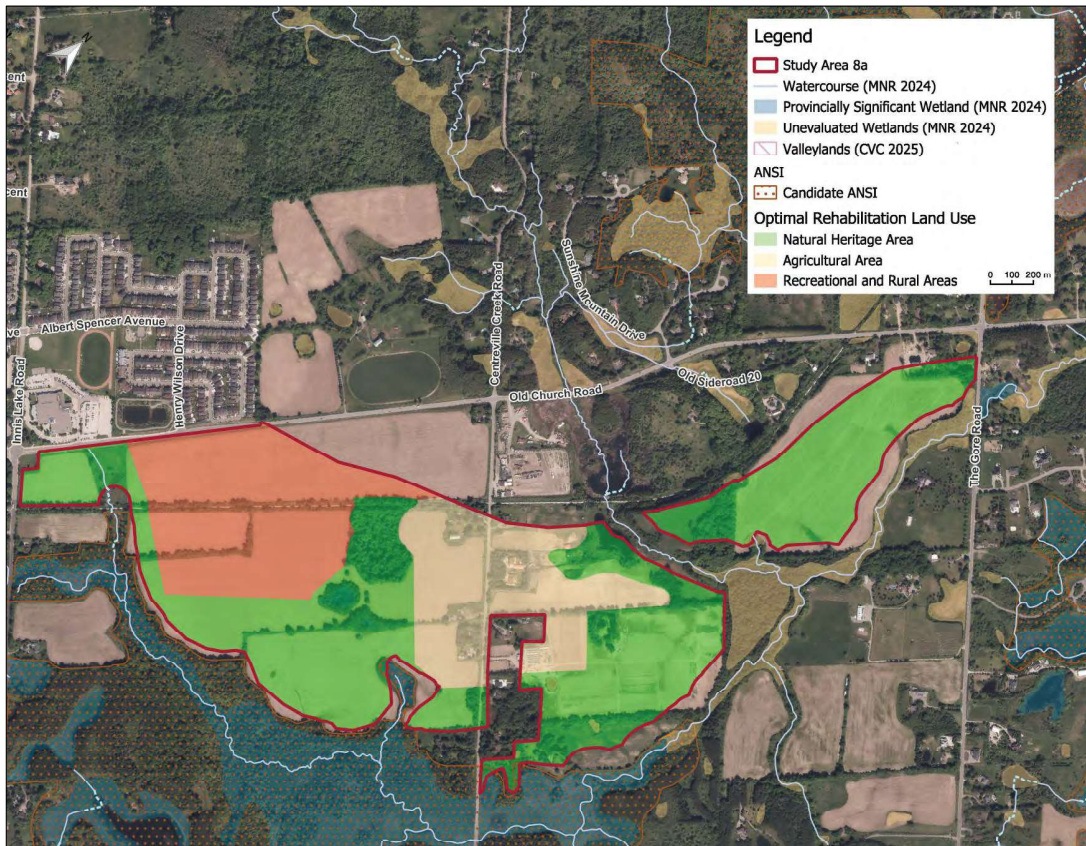 N
Legend
Study Area 8a
Watercourse (MNR 2024)
Provincially Significant Wetland (MNR 2024)
Unevaluated Wetlands (MNR 2024)
Valleylands (CVC 2025)
ANSI
Candidate ANSI
Optimal Rehabilitation Land Use
Natural Heritage Area
Agricultural Area
Recreational and Rural Areas
0 100 200 m
cent
cent
ve
Albert Spencer Avenue
Henry Wilson Drive
Innis Lake Road
Centreville Creek Road
Sunshine Mountain Drive
Old Church Road
Old Sideroad 20
The Gore Road